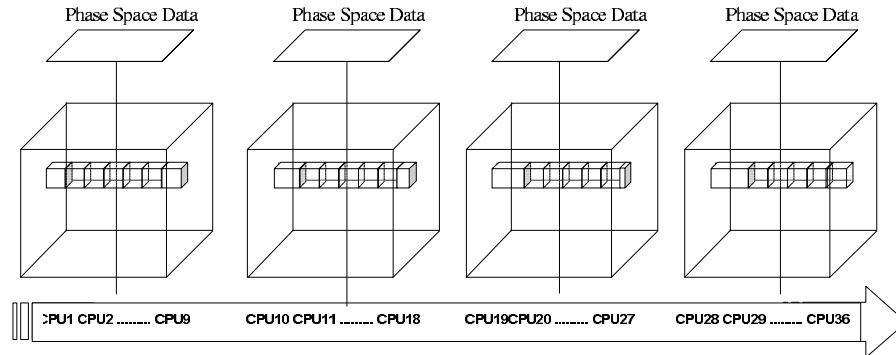 Phase Space Data Phase Space Data Phase Space Data Phase Space Data
CPU1 CPU2 ......... CPU9 CPU10 CPU11 ......... CPU18 CPU19CPU20 ......... CPU27 CPU28 CPU29 ......... CPU36